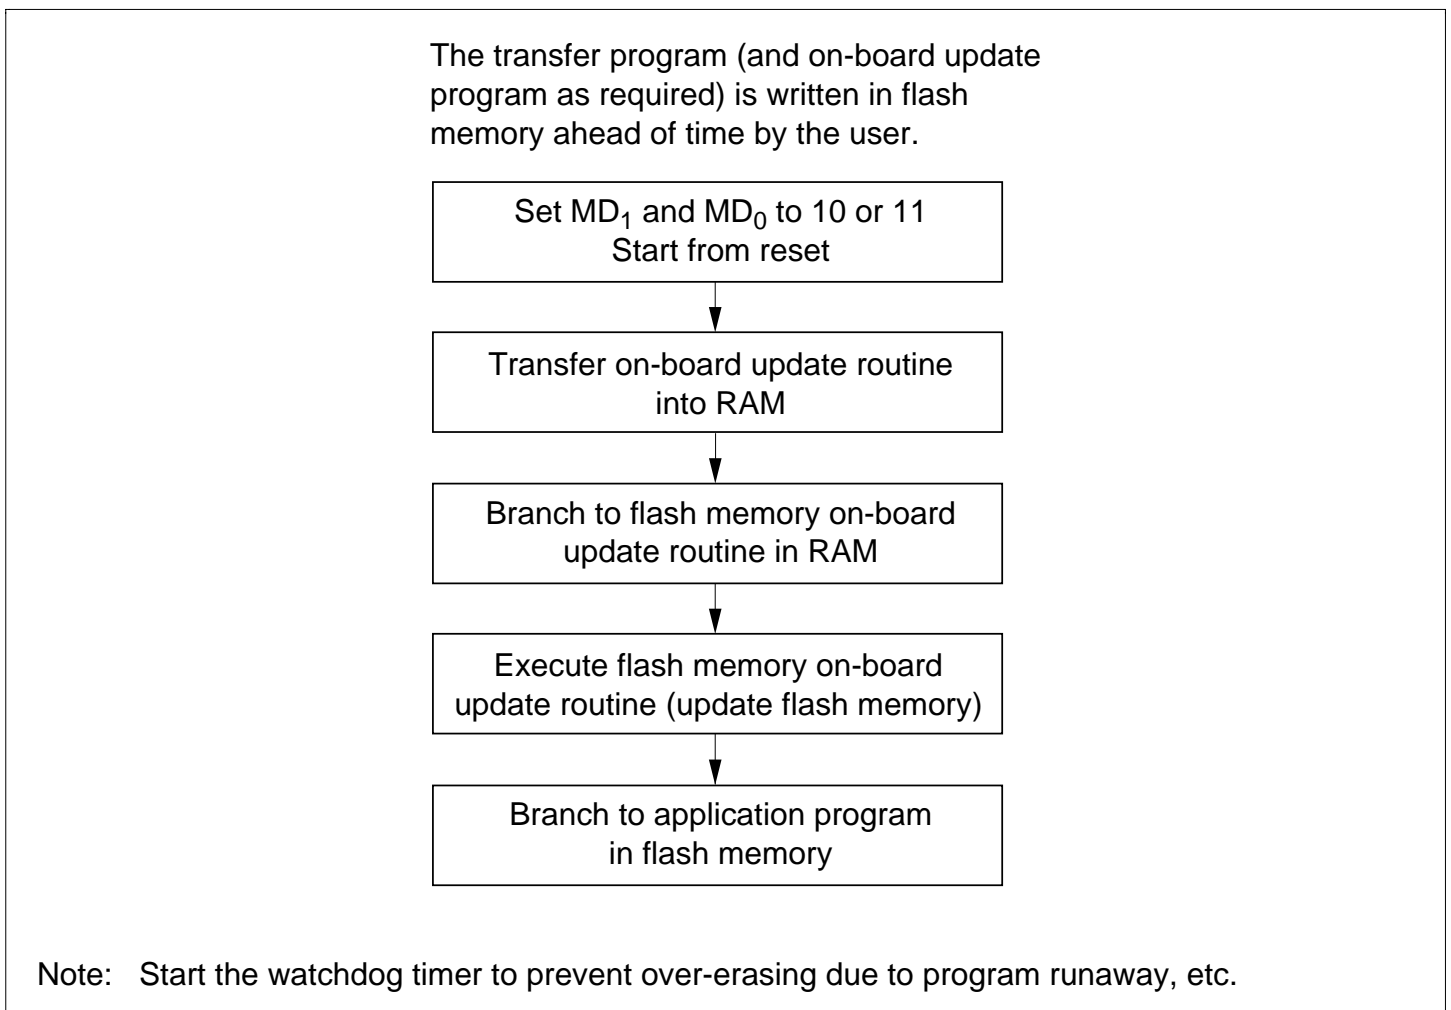 The transfer program (and on-board update
program as required) is written in flash
memory ahead of time by the user.
Set MD₁ and MD₀ to 10 or 11
Start from reset
Transfer on-board update routine
into RAM
Branch to flash memory on-board
update routine in RAM
Execute flash memory on-board
update routine (update flash memory)
Branch to application program
in flash memory
Note: Start the watchdog timer to prevent over-erasing due to program runaway, etc.